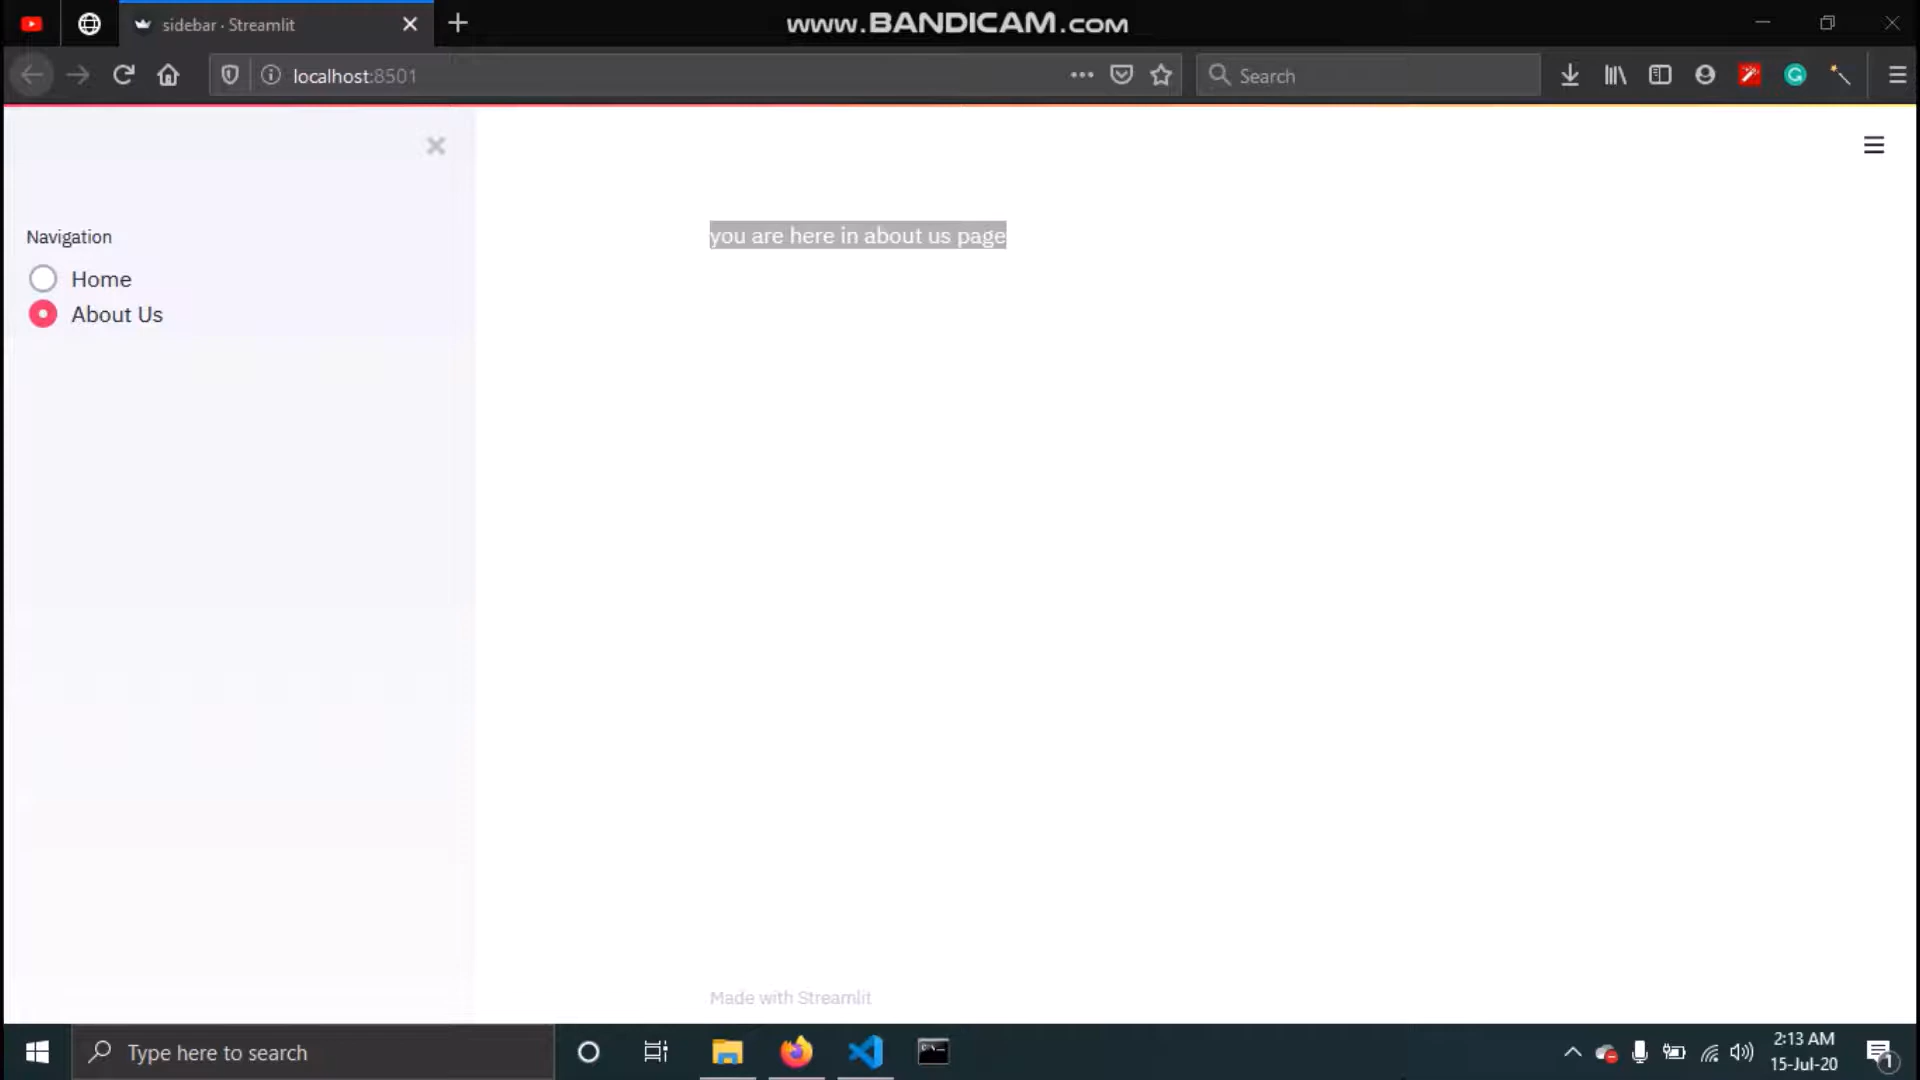 sidebar · Streamlit
www.BANDICAM.com
localhost:8501
Search
Navigation
Home
About Us
you are here in about us page
Made with Streamlit
Type here to search
2:13 AM
15-Jul-20
1